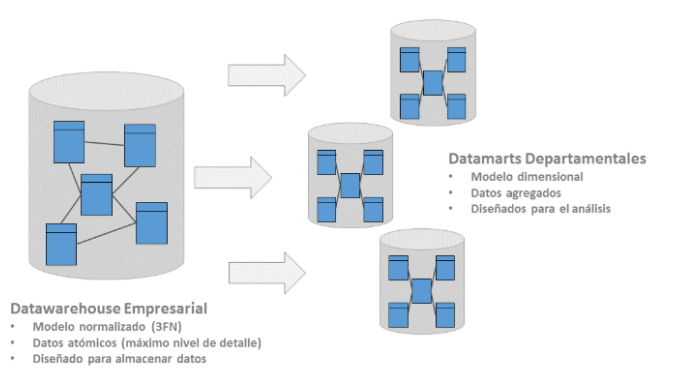 Datamarts Departamentales
• Modelo dimensional
• Datos agregados
• Diseñados para el análisis
Datawarehouse Empresarial
• Modelo normalizado (3FN)
• Datos atómicos (máximo nivel de detalle)
• Diseñado para almacenar datos